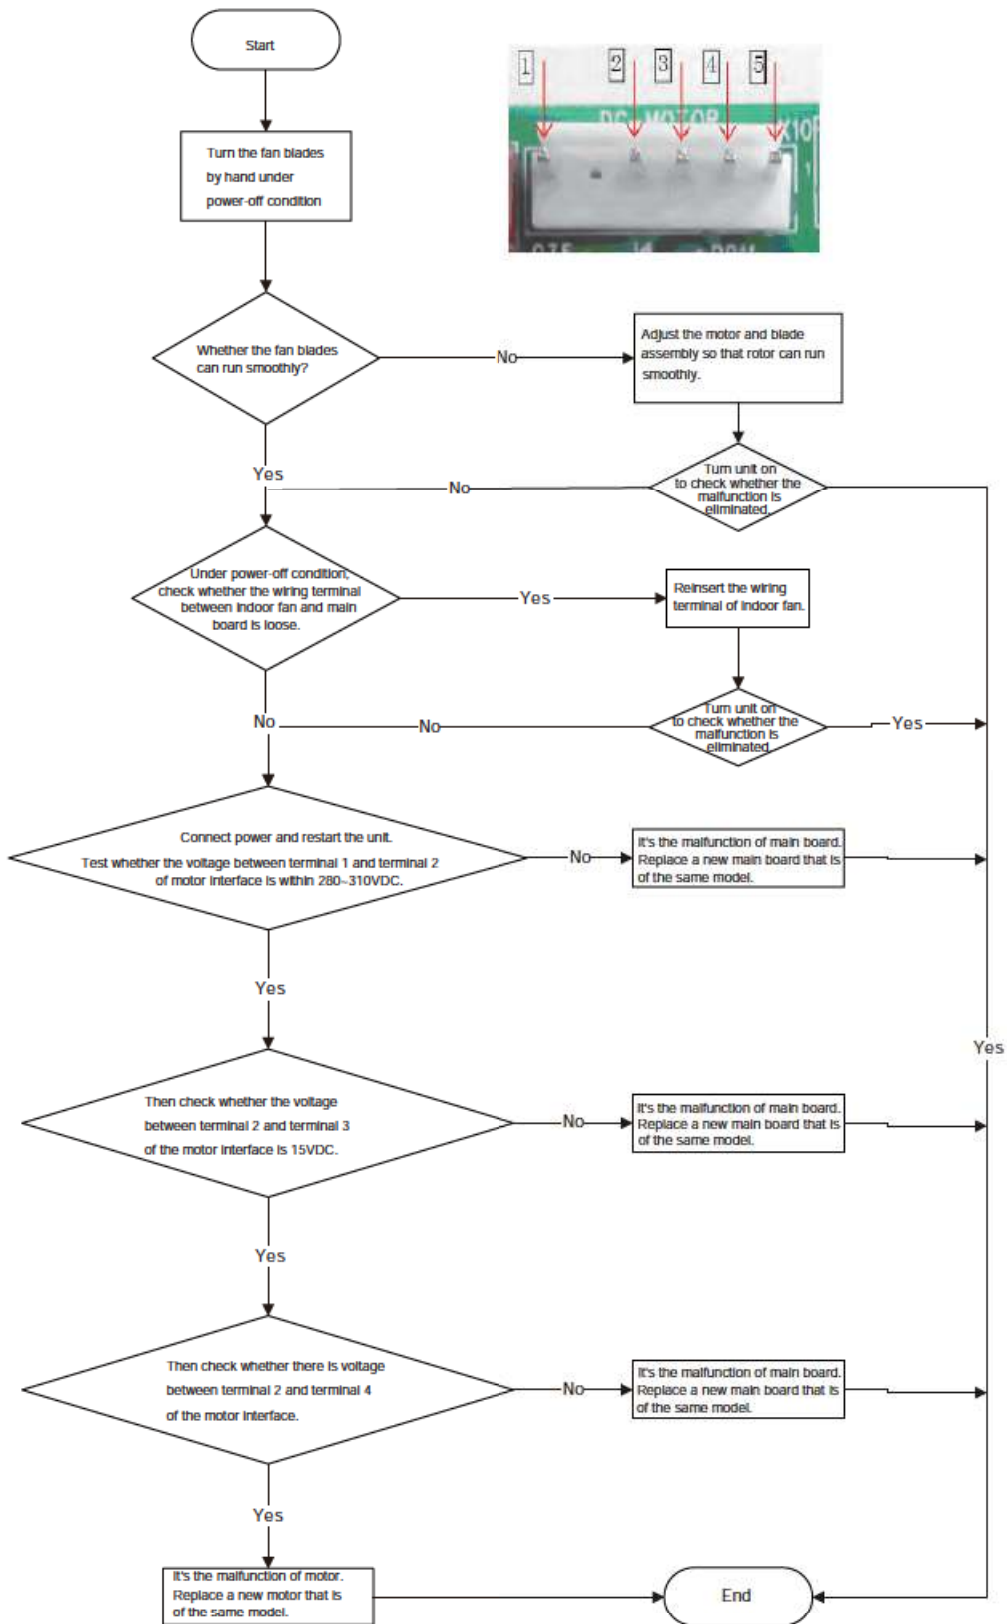 Start
1
2
3
4
5
DC MOTOR
Turn the fan blades
by hand under
power-off condition
Whether the fan blades
can run smoothly?
No
Adjust the motor and blade
assembly so that rotor can run
smoothly.
Yes
No
Turn unit on
to check whether the
malfunction is
eliminated.
Under power-off condition,
check whether the wiring terminal
between indoor fan and main
board is loose.
Yes
Reinsert the wiring
terminal of indoor fan.
No
No
Turn unit on
to check whether the
malfunction is
eliminated
Yes
Connect power and restart the unit.
Test whether the voltage between terminal 1 and terminal 2
of motor interface is within 280~310VDC.
No
It's the malfunction of main board.
Replace a new main board that is
of the same model.
Yes
Yes
Then check whether the voltage
between terminal 2 and terminal 3
of the motor interface is 15VDC.
No
It's the malfunction of main board.
Replace a new main board that is
of the same model.
Yes
Then check whether there is voltage
between terminal 2 and terminal 4
of the motor interface.
No
It's the malfunction of main board.
Replace a new main board that is
of the same model.
Yes
It's the malfunction of motor.
Replace a new motor that is
of the same model.
End